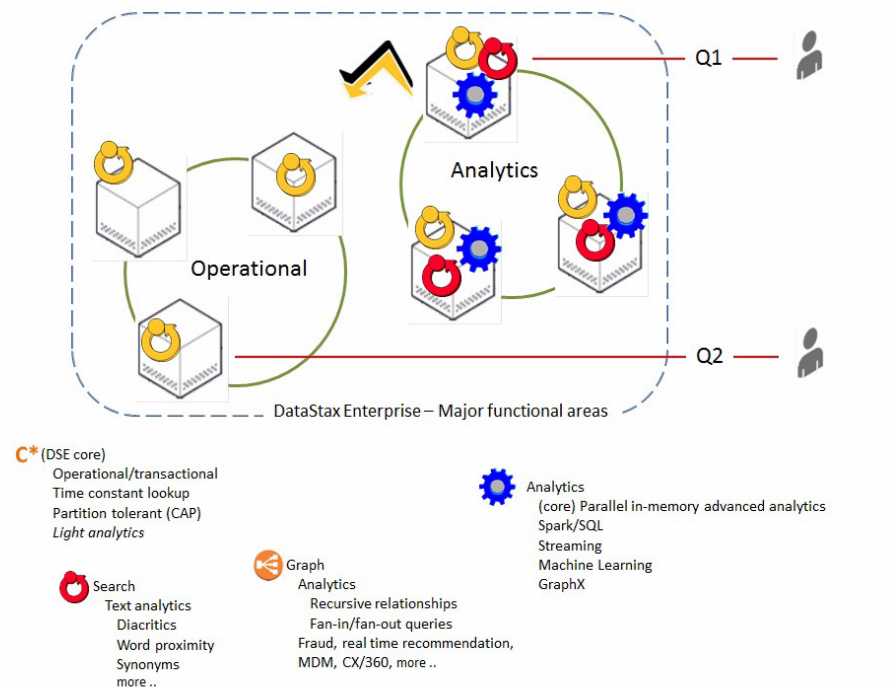 Q1
Analytics
Operational
Q2
DataStax Enterprise – Major functional areas
C* (DSE core)
Operational/transactional
Time constant lookup
Partition tolerant (CAP)
Light analytics
Search
Text analytics
Diacritics
Word proximity
Synonyms
more ..
Graph
Analytics
Recursive relationships
Fan-in/fan-out queries
Fraud, real time recommendation,
MDM, CX/360, more ..
Analytics
(core) Parallel in-memory advanced analytics
Spark/SQL
Streaming
Machine Learning
GraphX